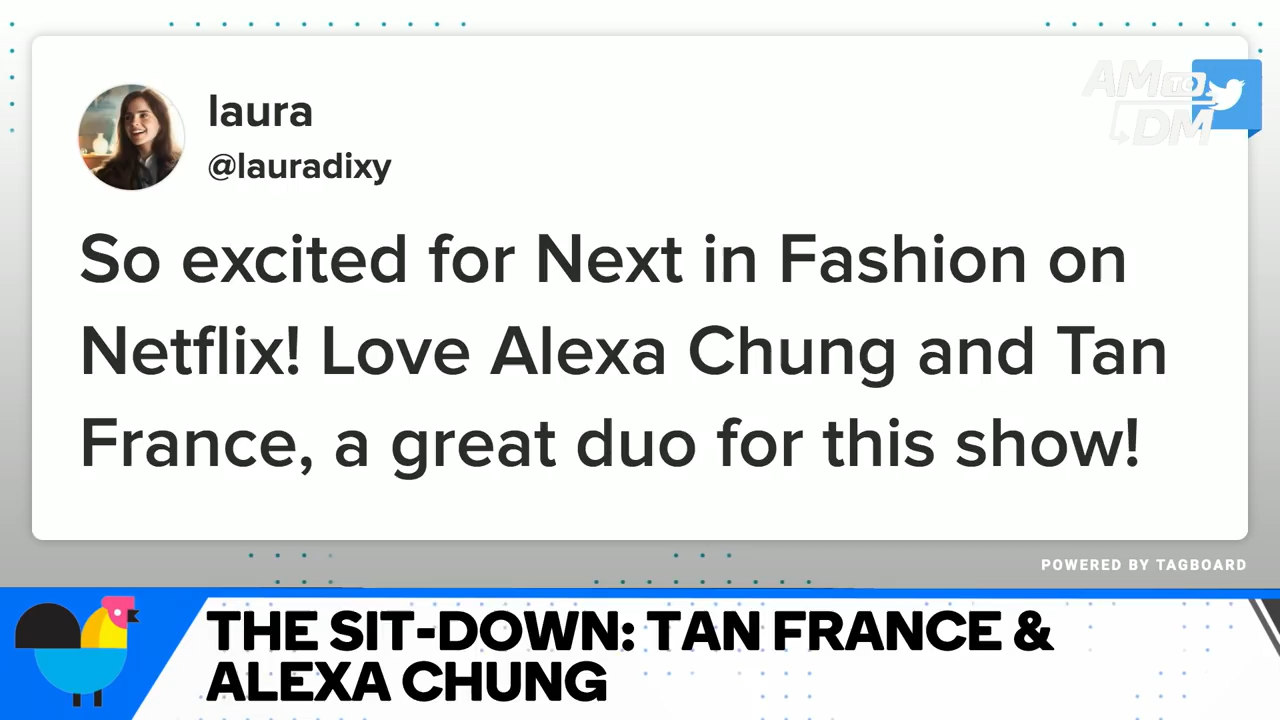 laura
@lauradixy
AM TO DM
So excited for Next in Fashion on
Netflix! Love Alexa Chung and Tan
France, a great duo for this show!
POWERED BY TAGBOARD
THE SIT-DOWN: TAN FRANCE &
ALEXA CHUNG